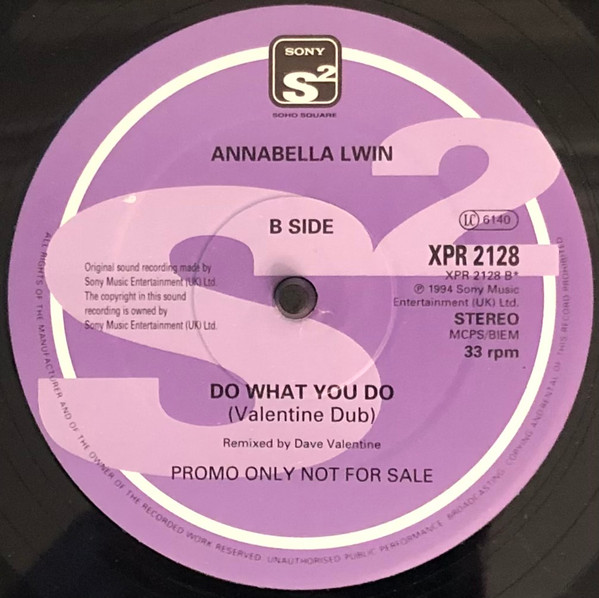 SONY
S2
SOHO SQUARE
S2
ANNABELLA LWIN
B SIDE
LC 6140
Original sound recording made by
Sony Music Entertainment (UK) Ltd.
The copyright in this sound
recording is owned by
Sony Music Entertainment (UK) Ltd.
XPR 2128
XPR 2128 B*
℗ 1994 Sony Music
Entertainment (UK) Ltd.
STEREO
MCPS/BIEM
33 rpm
DO WHAT YOU DO
(Valentine Dub)
Remixed by Dave Valentine
PROMO ONLY NOT FOR SALE
ALL RIGHTS OF THE MANUFACTURER AND OF THE OWNER OF THE RECORDED WORK RESERVED. UNAUTHORISED PUBLIC PERFORMANCE, BROADCASTING, COPYING AND RENTAL OF THIS RECORD PROHIBITED